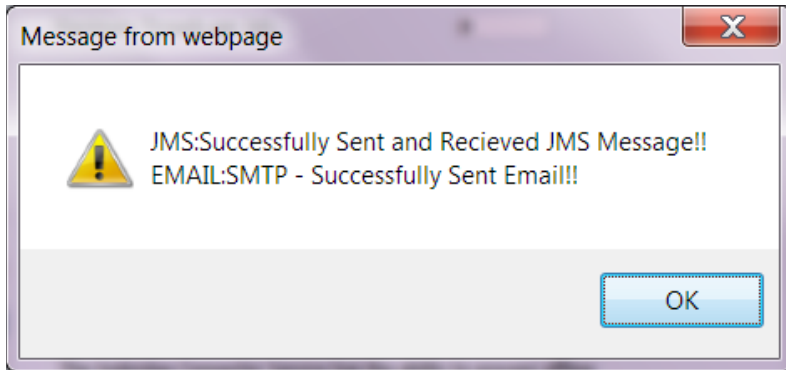 Message from webpage
JMS:Successfully Sent and Recieved JMS Message!!
EMAIL:SMTP - Successfully Sent Email!!
OK